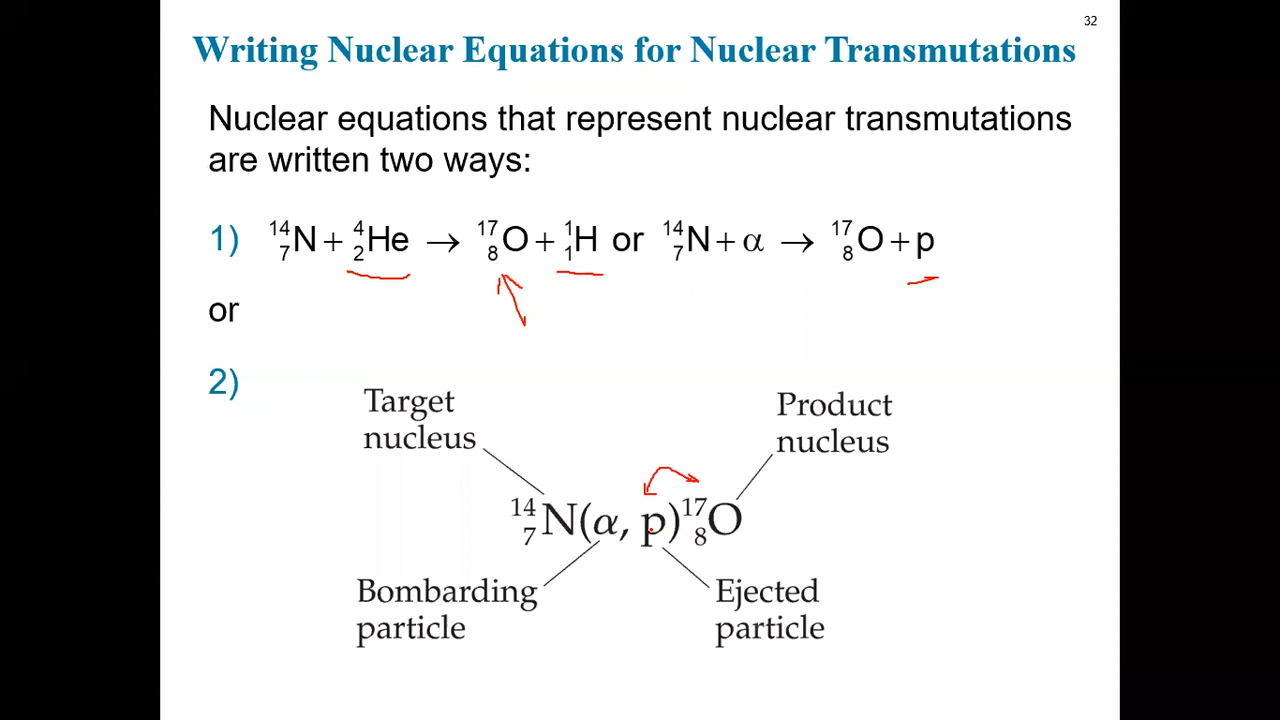 32
Writing Nuclear Equations for Nuclear Transmutations
Nuclear equations that represent nuclear transmutations
are written two ways:
1) ¹⁴₇N + ⁴₂He → ¹⁷₈O + ¹₁H or ¹⁴₇N + α → ¹⁷₈O + p
or
2)
Target
nucleus
Product
nucleus
¹⁴₇N(α, p)¹⁷₈O
Bombarding
particle
Ejected
particle